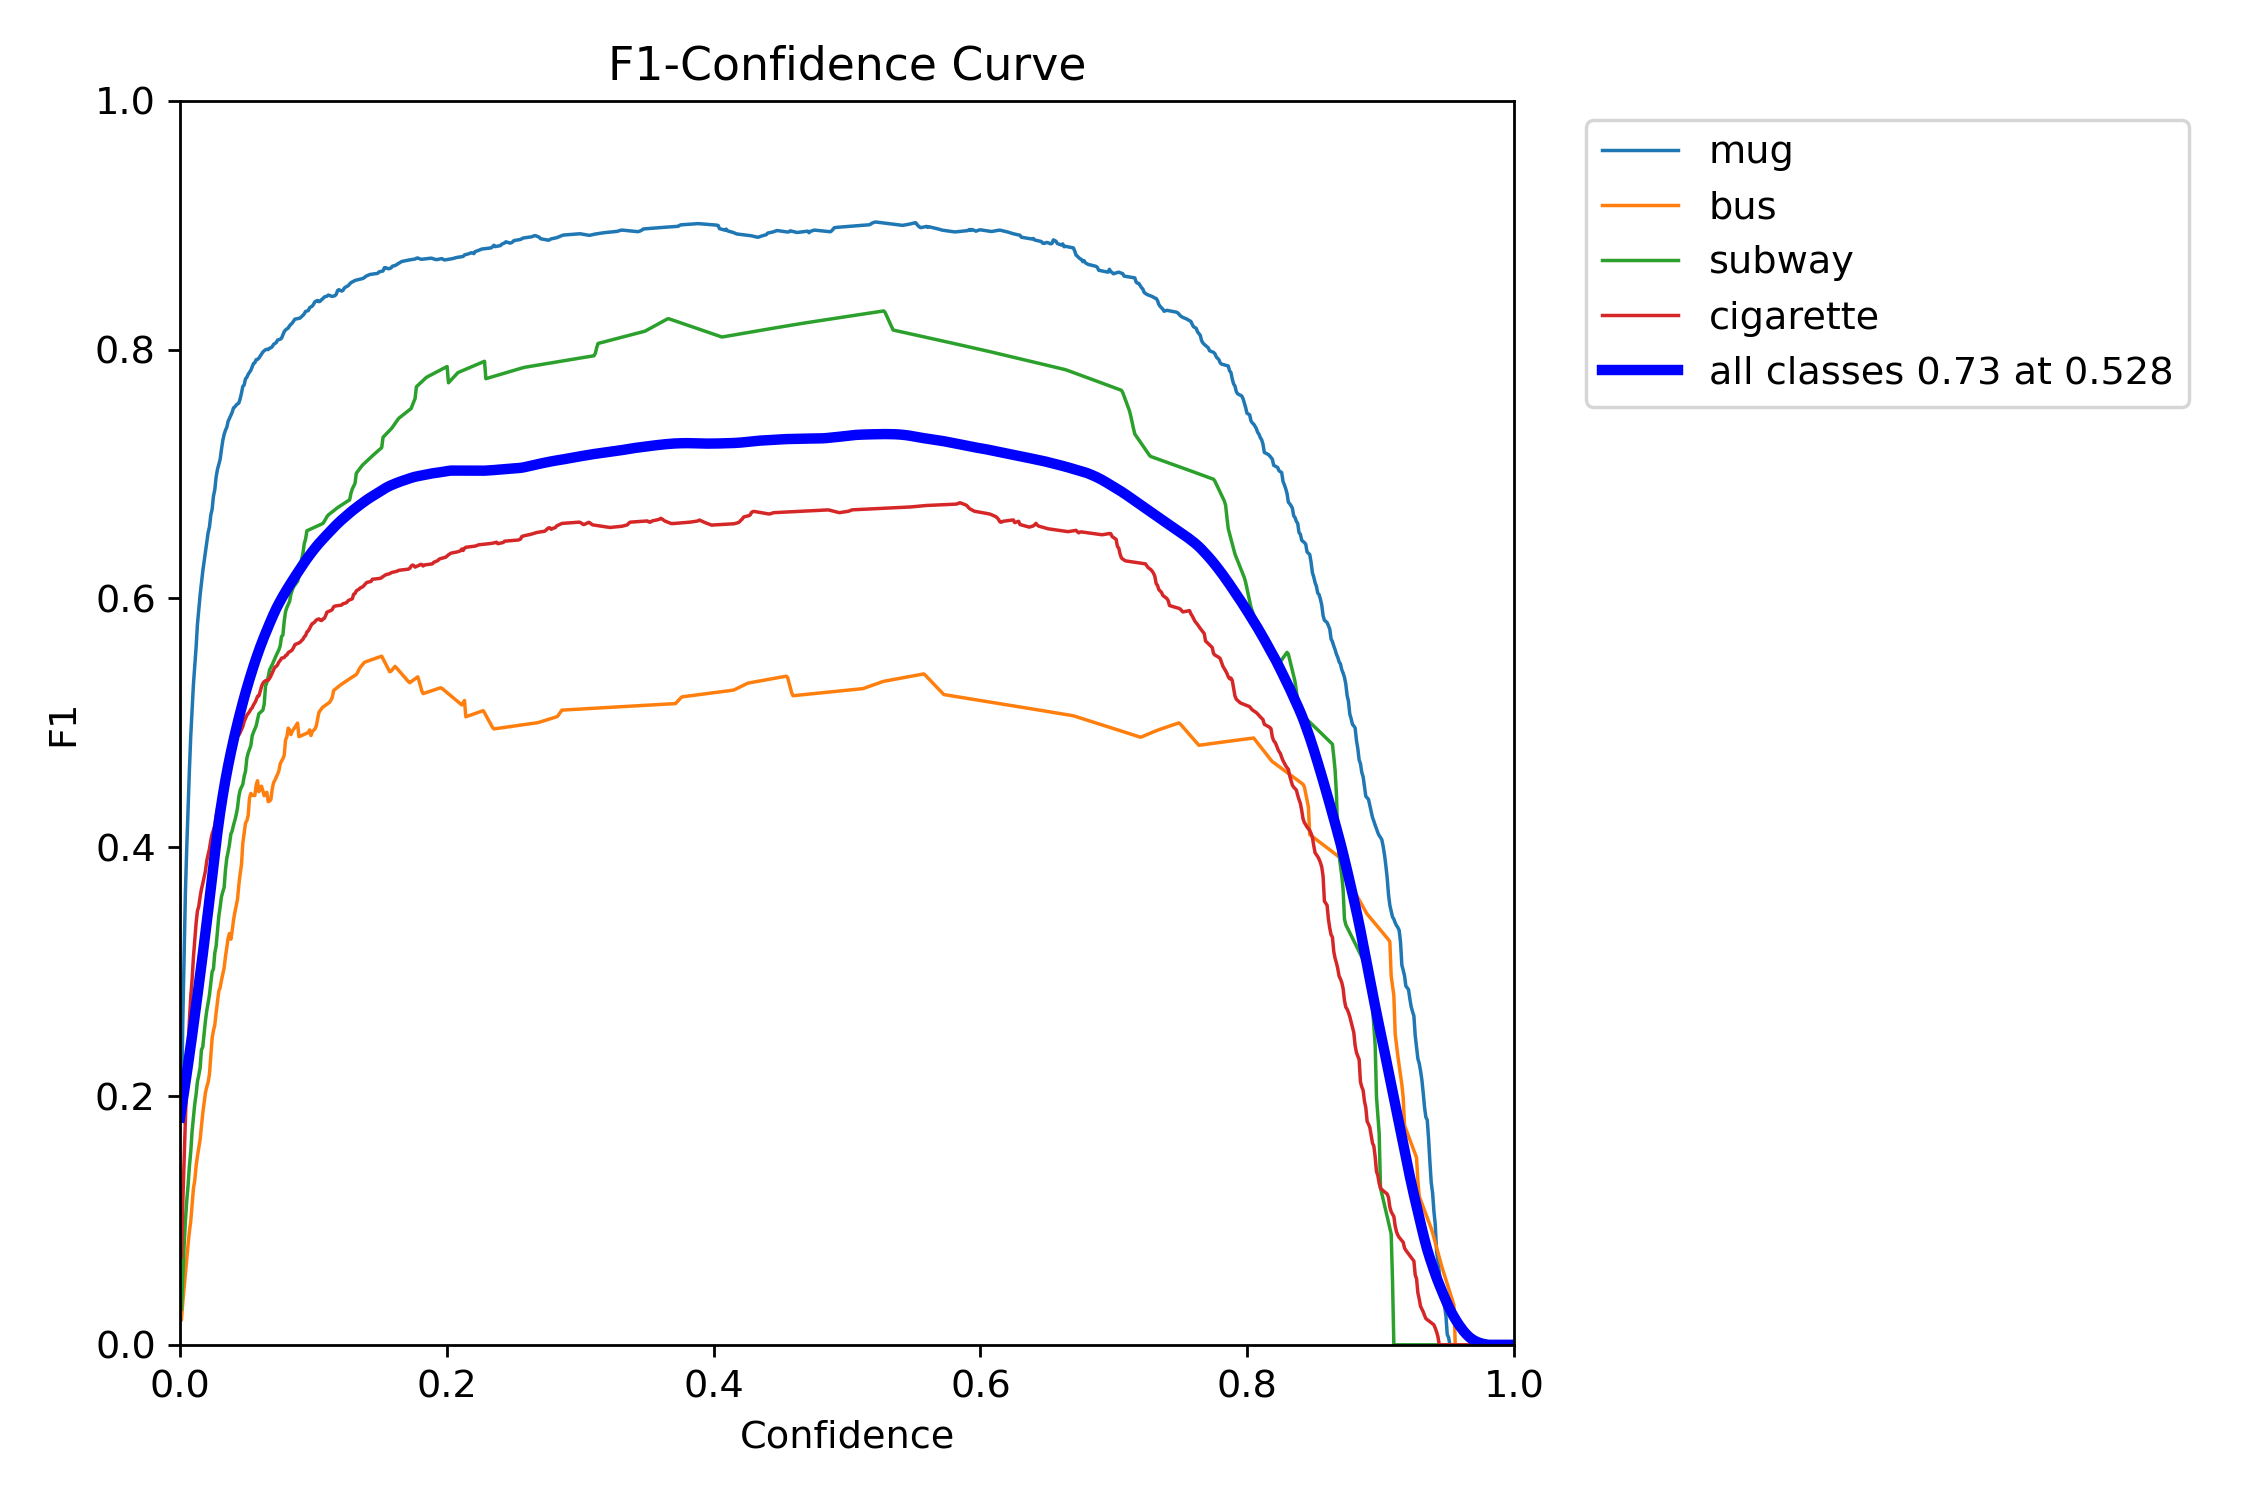 F1-Confidence Curve
1.0
0.8
0.6
0.4
0.2
0.0
F1
0.0 0.2 0.4 0.6 0.8 1.0
Confidence
mug
bus
subway
cigarette
all classes 0.73 at 0.528